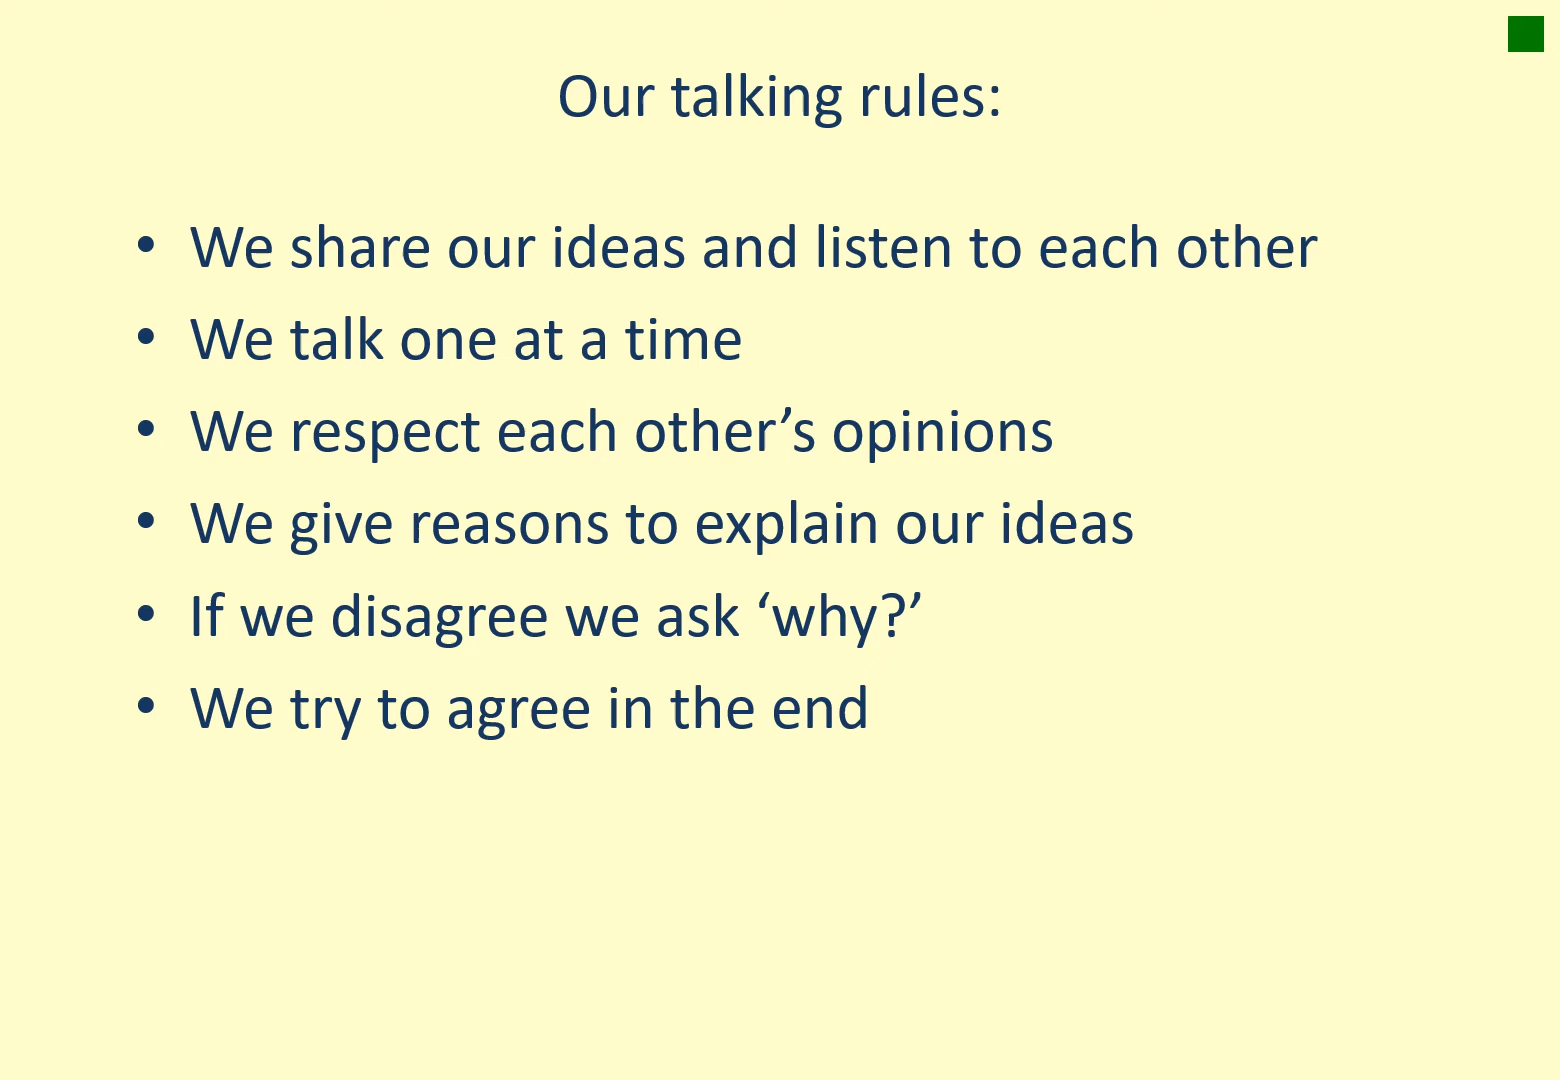 Our talking rules:
• We share our ideas and listen to each other
• We talk one at a time
• We respect each other’s opinions
• We give reasons to explain our ideas
• If we disagree we ask ‘why?’
• We try to agree in the end